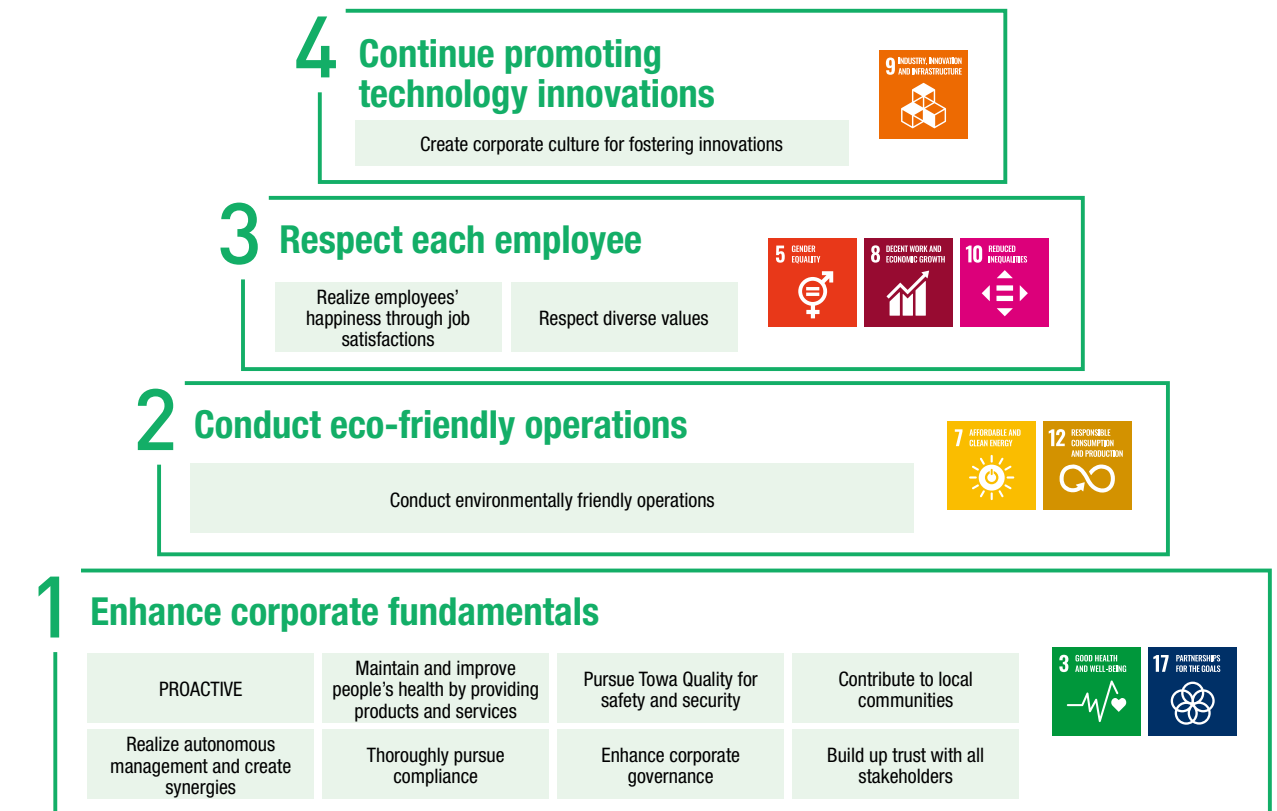 4
Continue promoting
technology innovations
9 INDUSTRY, INNOVATION
AND INFRASTRUCTURE
Create corporate culture for fostering innovations
3
Respect each employee
5 GENDER
EQUALITY
8 DECENT WORK AND
ECONOMIC GROWTH
10 REDUCED
INEQUALITIES
Realize employees’
happiness through job
satisfactions
Respect diverse values
2
Conduct eco-friendly operations
7 AFFORDABLE AND
CLEAN ENERGY
12 RESPONSIBLE
CONSUMPTION
AND PRODUCTION
Conduct environmentally friendly operations
1
Enhance corporate fundamentals
PROACTIVE
Maintain and improve
people’s health by providing
products and services
Pursue Towa Quality for
safety and security
Contribute to local
communities
3 GOOD HEALTH
AND WELL-BEING
17 PARTNERSHIPS
FOR THE GOALS
Realize autonomous
management and create
synergies
Thoroughly pursue
compliance
Enhance corporate
governance
Build up trust with all
stakeholders